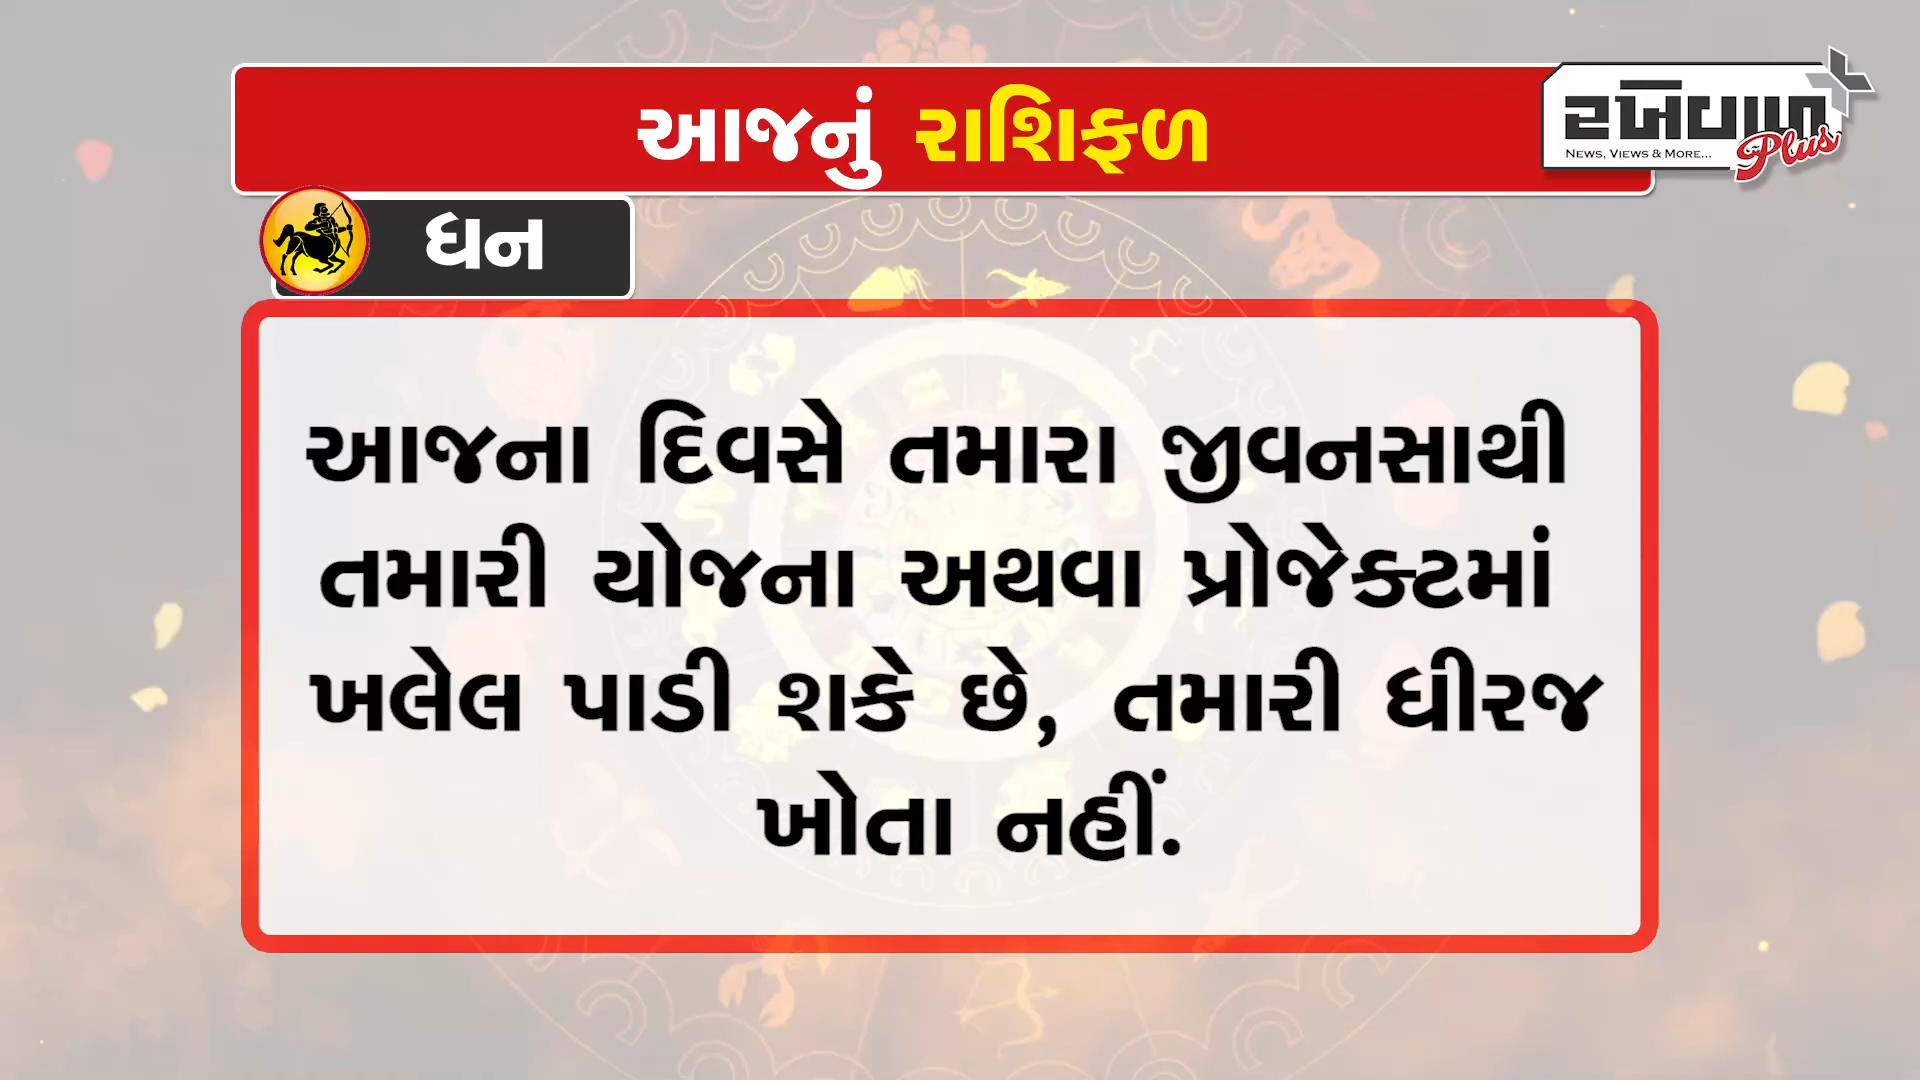 આજનું રાશિફળ
રખેવાળ
Plus
NEWS, VIEWS & MORE...
ધન
આજના દિવસે તમારા જીવનસાથી
તમારી યોજના અથવા પ્રોજેક્ટમાં
ખલેલ પાડી શકે છે, તમારી ધીરજ
ખોતા નહીં.